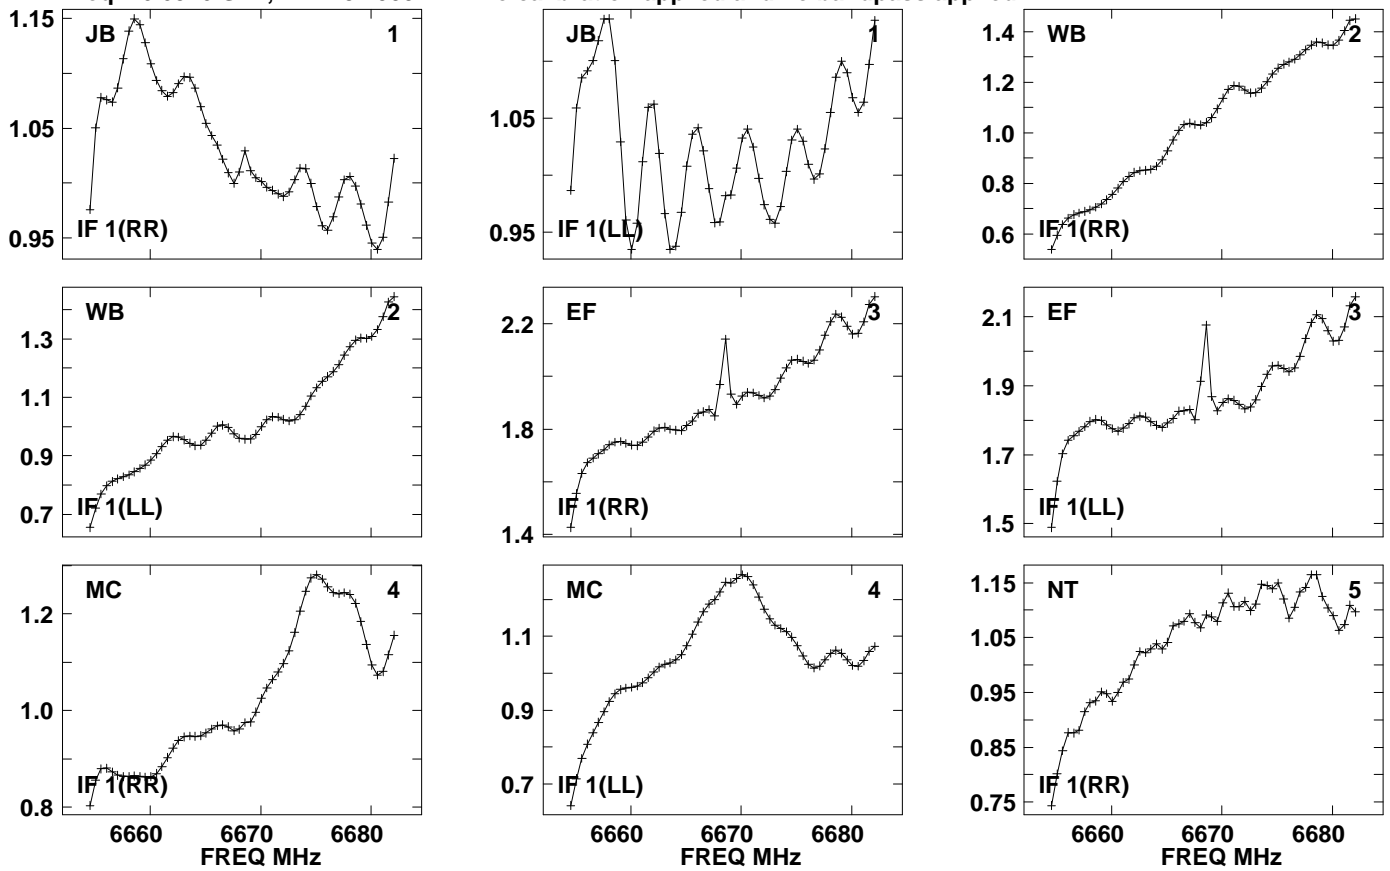 JB 1
1.15
1.05
0.95
IF 1(RR)
JB 1
1.05
0.95
IF 1(LL)
WB 2
1.4
1.2
1.0
0.8
0.6
IF 1(RR)
WB 2
1.3
1.1
0.9
0.7
IF 1(LL)
EF 3
2.2
1.8
1.4
IF 1(RR)
EF 3
2.1
1.9
1.7
1.5
IF 1(LL)
MC 4
1.2
1.0
0.8
IF 1(RR)
6660 6670 6680
FREQ MHz
MC 4
1.1
0.9
0.7
IF 1(LL)
6660 6670 6680
FREQ MHz
NT 5
1.15
1.05
0.95
0.85
0.75
IF 1(RR)
6660 6670 6680
FREQ MHz